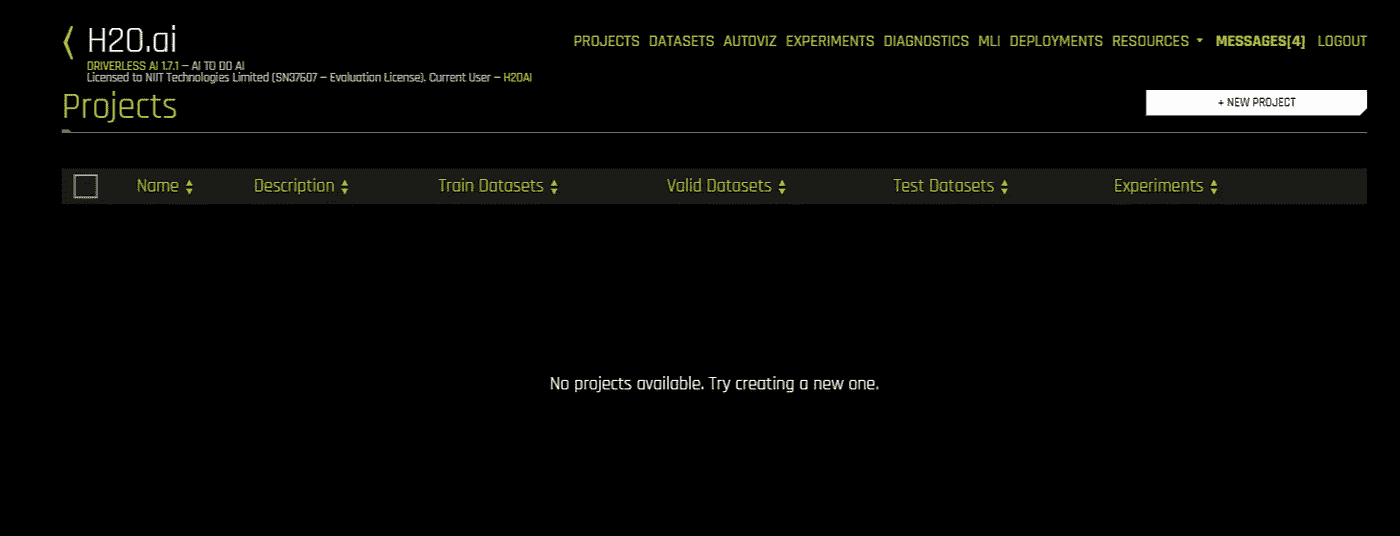 H2O.ai
DRIVERLESS AI 1.7.1 – AI TO DO AI
Licensed to NIIT Technologies Limited (SN37607 – Evaluation License). Current User – H2OAI
PROJECTS DATASETS AUTOVIZ EXPERIMENTS DIAGNOSTICS MLI DEPLOYMENTS RESOURCES MESSAGES[4] LOGOUT
Projects
+ NEW PROJECT
Name Description Train Datasets Valid Datasets Test Datasets Experiments
No projects available. Try creating a new one.